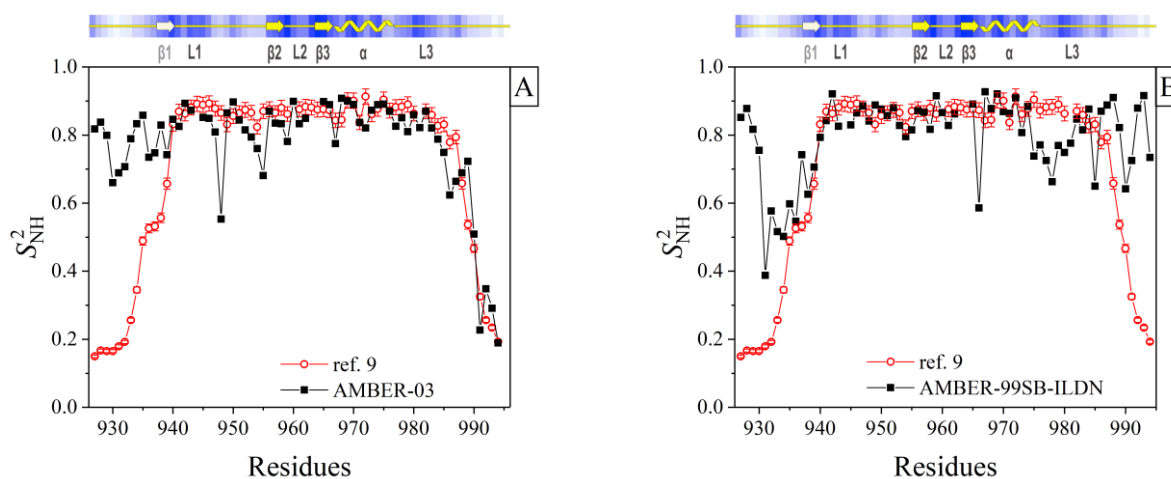 β1 L1 β2 L2 β3 α L3
A
1.0
0.8
0.6
0.4
0.2
0.0
S²NH
ref. 9
AMBER-03
930 940 950 960 970 980 990
Residues
β1 L1 β2 L2 β3 α L3
B
1.0
0.8
0.6
0.4
0.2
0.0
S²NH
ref. 9
AMBER-99SB-ILDN
930 940 950 960 970 980 990
Residues